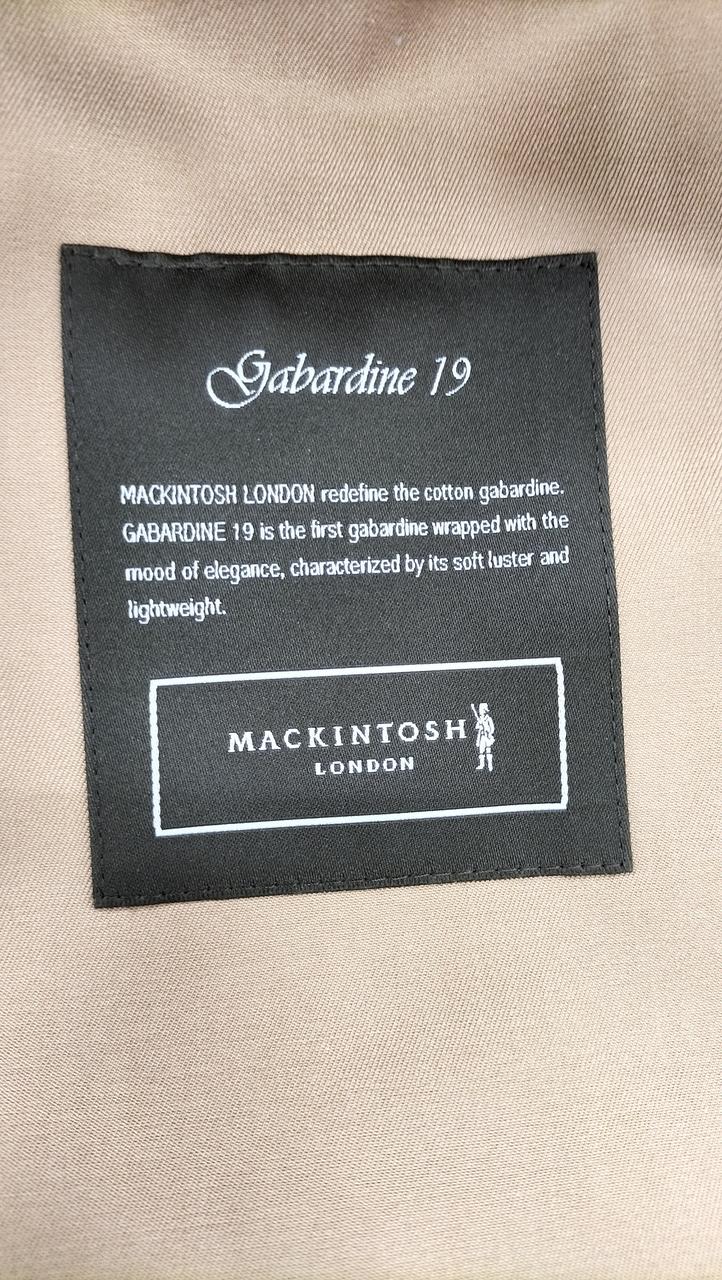 Gabardine 19
MACKINTOSH LONDON redefine the cotton gabardine.
GABARDINE 19 is the first gabardine wrapped with the
mood of elegance, characterized by its soft luster and
lightweight.
MACKINTOSH
LONDON